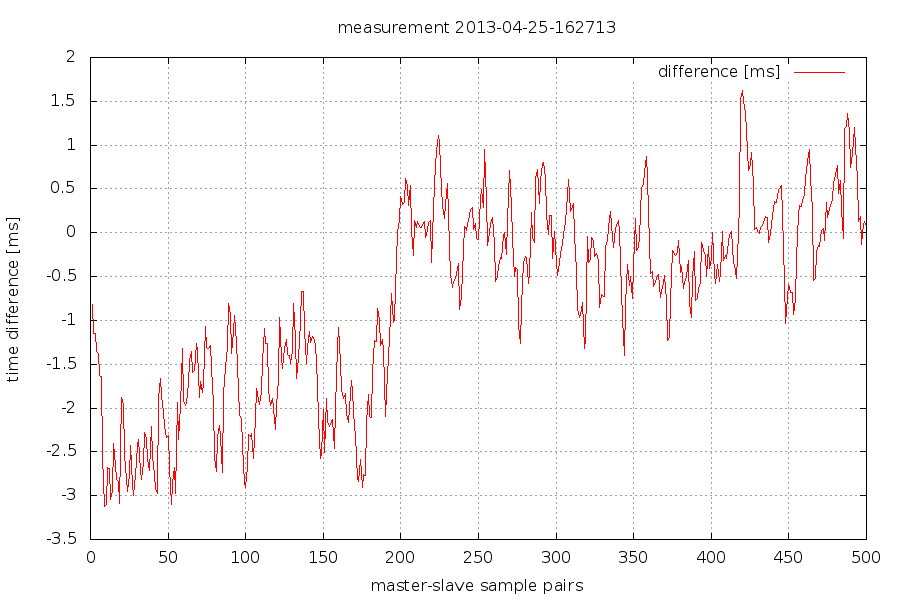 measurement 2013-04-25-162713
difference [ms]
time difference [ms]
2
1.5
1
0.5
0
-0.5
-1
-1.5
-2
-2.5
-3
-3.5
0 50 100 150 200 250 300 350 400 450 500
master-slave sample pairs